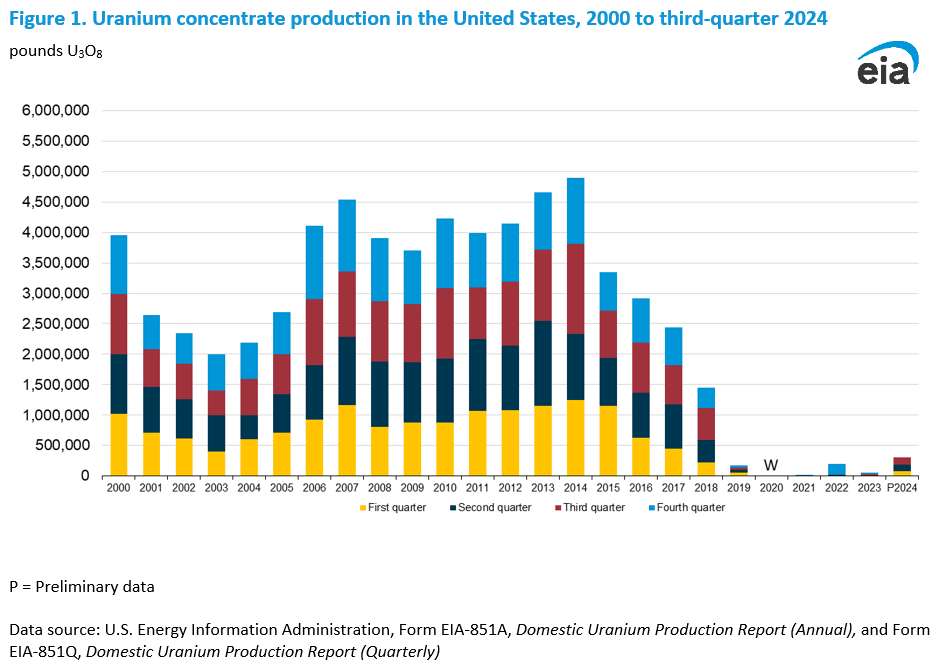 Figure 1. Uranium concentrate production in the United States, 2000 to third-quarter 2024
pounds U₃O₈
eia
6,000,000
5,500,000
5,000,000
4,500,000
4,000,000
3,500,000
3,000,000
2,500,000
2,000,000
1,500,000
1,000,000
500,000
0
W
2000 2001 2002 2003 2004 2005 2006 2007 2008 2009 2010 2011 2012 2013 2014 2015 2016 2017 2018 2019 2020 2021 2022 2023 P2024
First quarter Second quarter Third quarter Fourth quarter
P = Preliminary data
Data source: U.S. Energy Information Administration, Form EIA-851A, Domestic Uranium Production Report (Annual), and Form
EIA-851Q, Domestic Uranium Production Report (Quarterly)